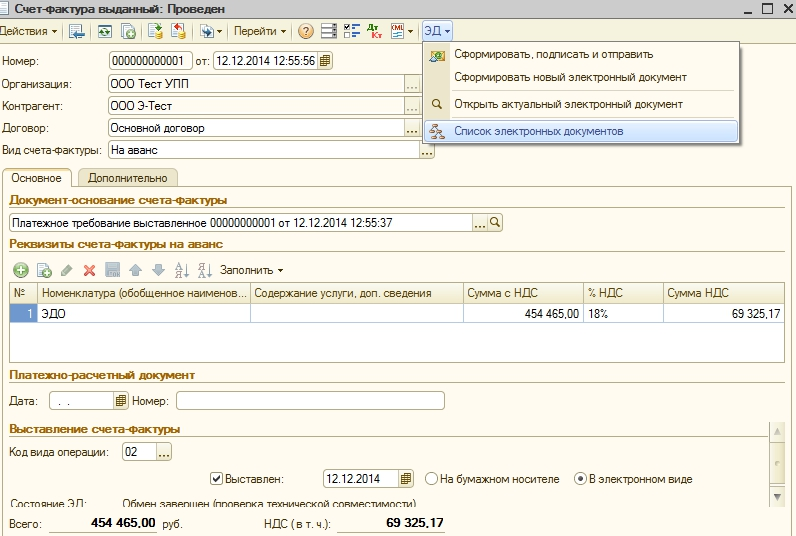 Счет-фактура выданный: Проведен
Действия
Перейти
Дт
Кт
ЭД
Сформировать, подписать и отправить
Сформировать новый электронный документ
Открыть актуальный электронный документ
Список электронных документов
Номер: 000000000001 от: 12.12.2014 12:55:56
Организация: ООО Тест УПП ...
Контрагент: ООО Э-Тест ...
Договор: Основной договор ...
Вид счета-фактуры: На аванс ...
Основное Дополнительно
Документ-основание счета-фактуры
Платежное требование выставленное 00000000001 от 12.12.2014 12:55:37 ...
Реквизиты счета-фактуры на аванс
Заполнить
№ Номенклатура (обобщенное наименов... Содержание услуги, доп. сведения Сумма с НДС % НДС Сумма НДС
1 ЭДО 454 465,00 18% 69 325,17
Платежно-расчетный документ
Дата: . . Номер:
Выставление счета-фактуры
Код вида операции: 02 ...
Выставлен: 12.12.2014 На бумажном носителе В электронном виде
Состояние ЭД: Обмен завершен (проверка технической совместимости)
Всего: 454 465,00 руб. НДС ( в т. ч.): 69 325,17